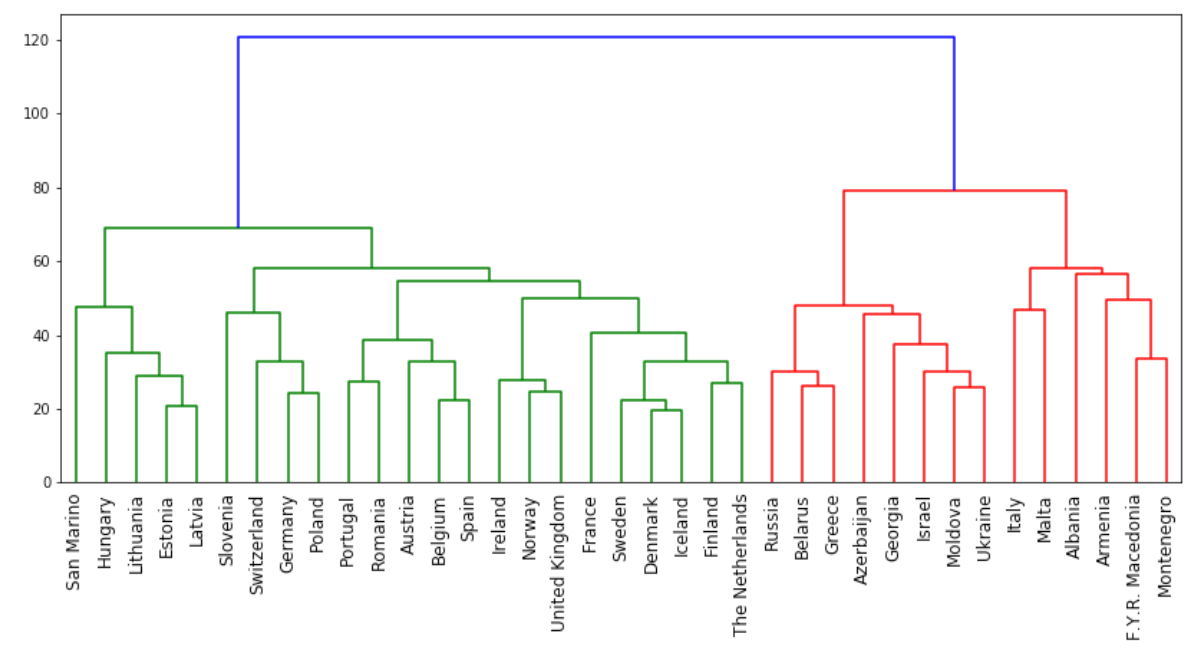 120
100
80
60
40
20
0
San Marino
Hungary
Lithuania
Estonia
Latvia
Slovenia
Switzerland
Germany
Poland
Portugal
Romania
Austria
Belgium
Spain
Ireland
Norway
United Kingdom
France
Sweden
Denmark
Iceland
Finland
The Netherlands
Russia
Belarus
Greece
Azerbaijan
Georgia
Israel
Moldova
Ukraine
Italy
Malta
Albania
Armenia
F.Y.R. Macedonia
Montenegro